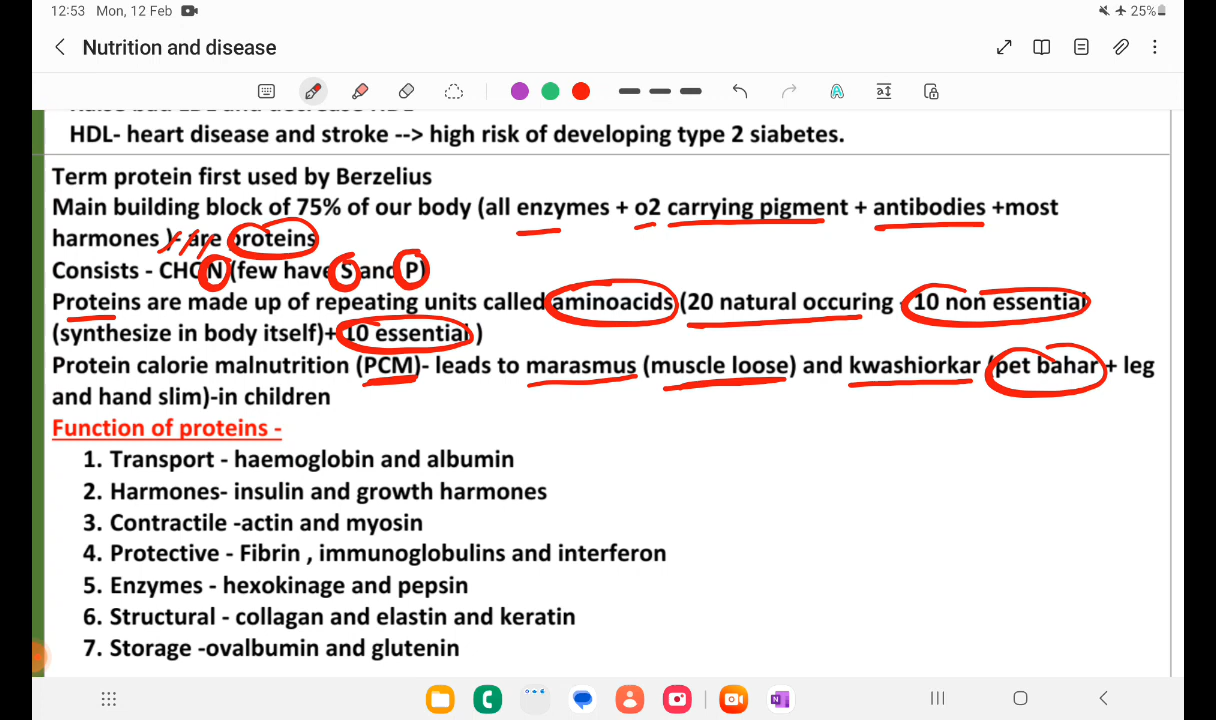 12:53 Mon, 12 Feb 25%
Nutrition and disease
HDL- heart disease and stroke --> high risk of developing type 2 siabetes.
Term protein first used by Berzelius
Main building block of 75% of our body (all enzymes + o2 carrying pigment + antibodies +most
harmones )- are proteins
Consists - CHON (few have S and P)
Proteins are made up of repeating units called aminoacids (20 natural occuring - 10 non essential
(synthesize in body itself)+ 10 essential )
Protein calorie malnutrition (PCM)- leads to marasmus (muscle loose) and kwashiorkar (pet bahar + leg
and hand slim)-in children
Function of proteins -
1. Transport - haemoglobin and albumin
2. Harmones- insulin and growth harmones
3. Contractile -actin and myosin
4. Protective - Fibrin , immunoglobulins and interferon
5. Enzymes - hexokinage and pepsin
6. Structural - collagan and elastin and keratin
7. Storage -ovalbumin and glutenin